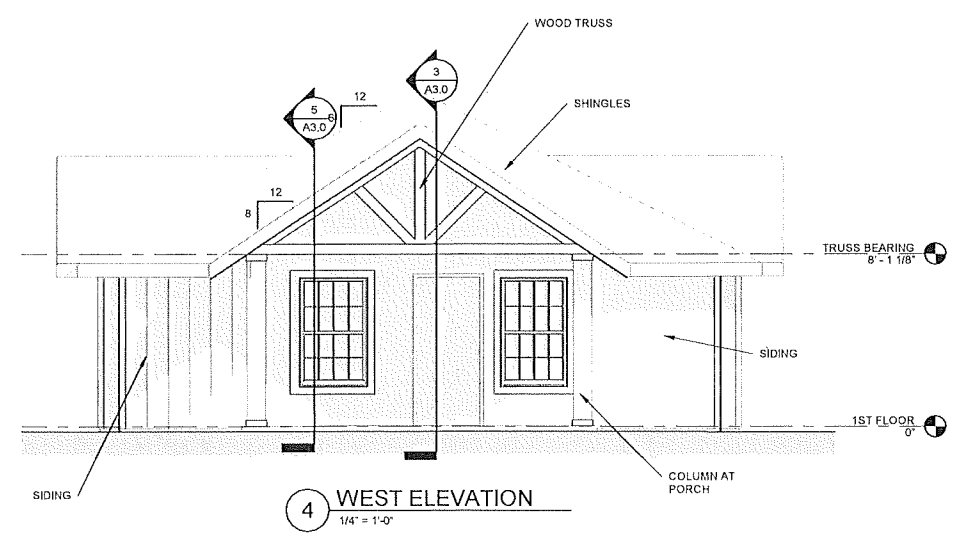 WOOD TRUSS
3
A3.0
12
5
6
A3.0
SHINGLES
12
8
TRUSS BEARING
8' - 1 1/8"
SIDING
1ST FLOOR
0"
COLUMN AT
PORCH
SIDING
4
WEST ELEVATION
1/4" = 1'-0"